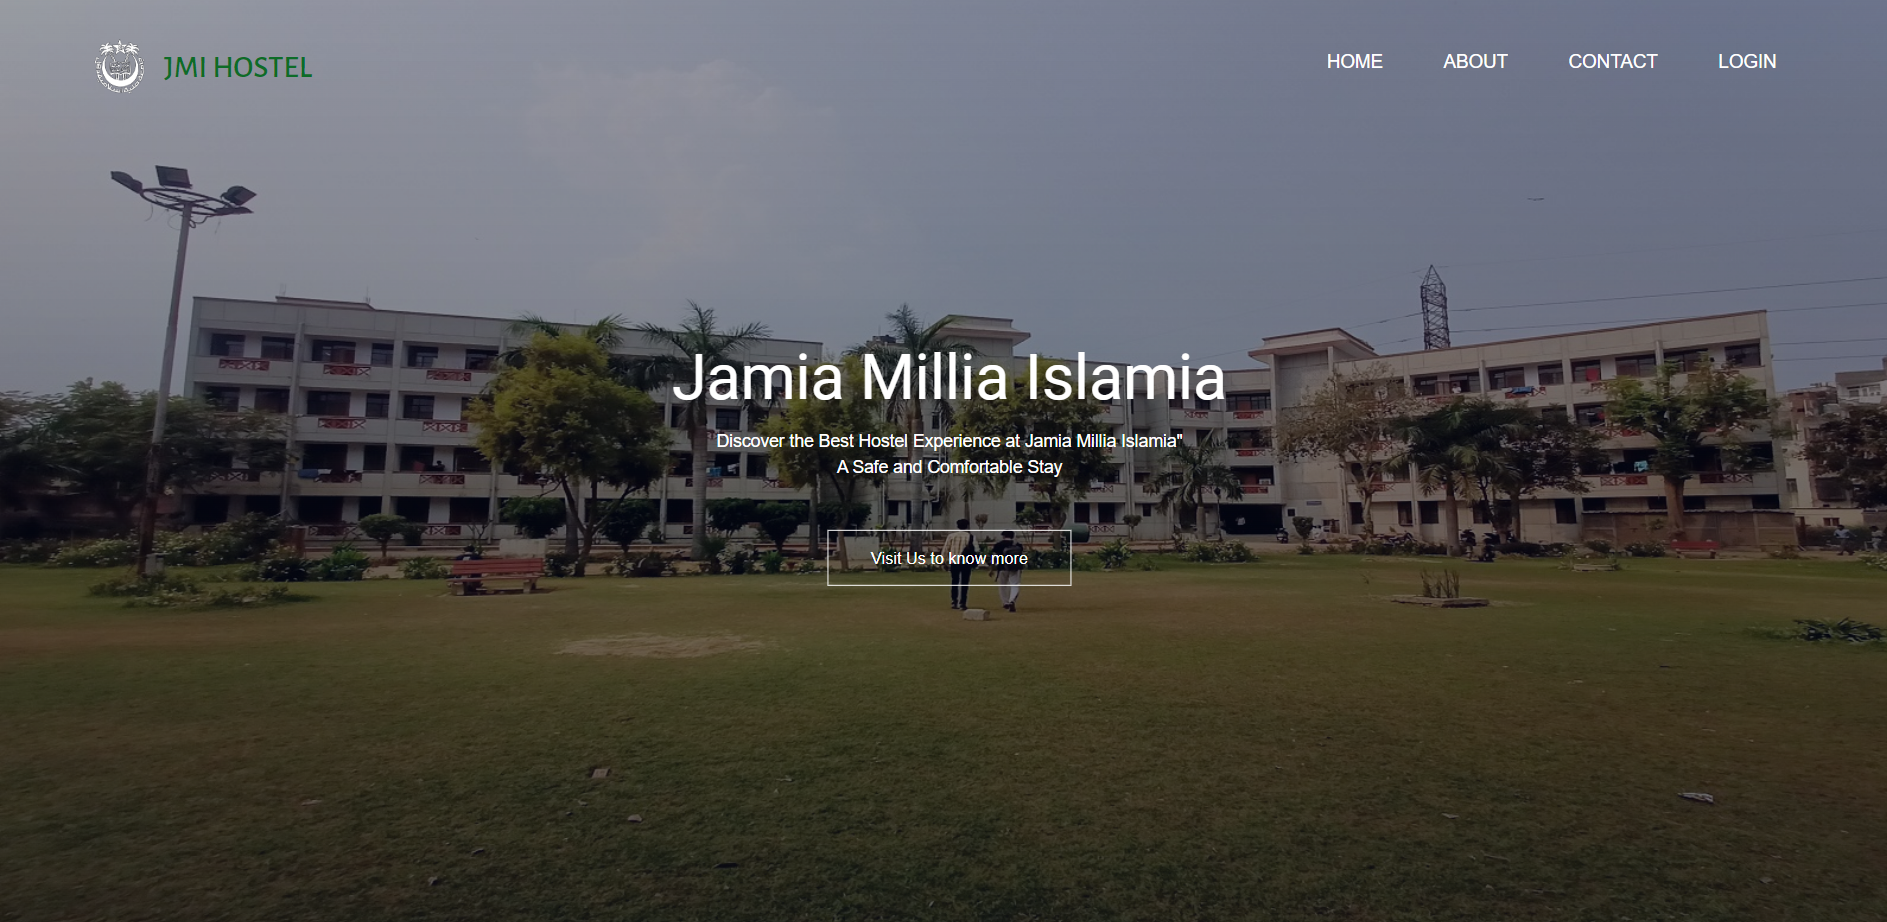 JMI HOSTEL
HOME ABOUT CONTACT LOGIN
Jamia Millia Islamia
Discover the Best Hostel Experience at Jamia Millia Islamia"
A Safe and Comfortable Stay
Visit Us to know more